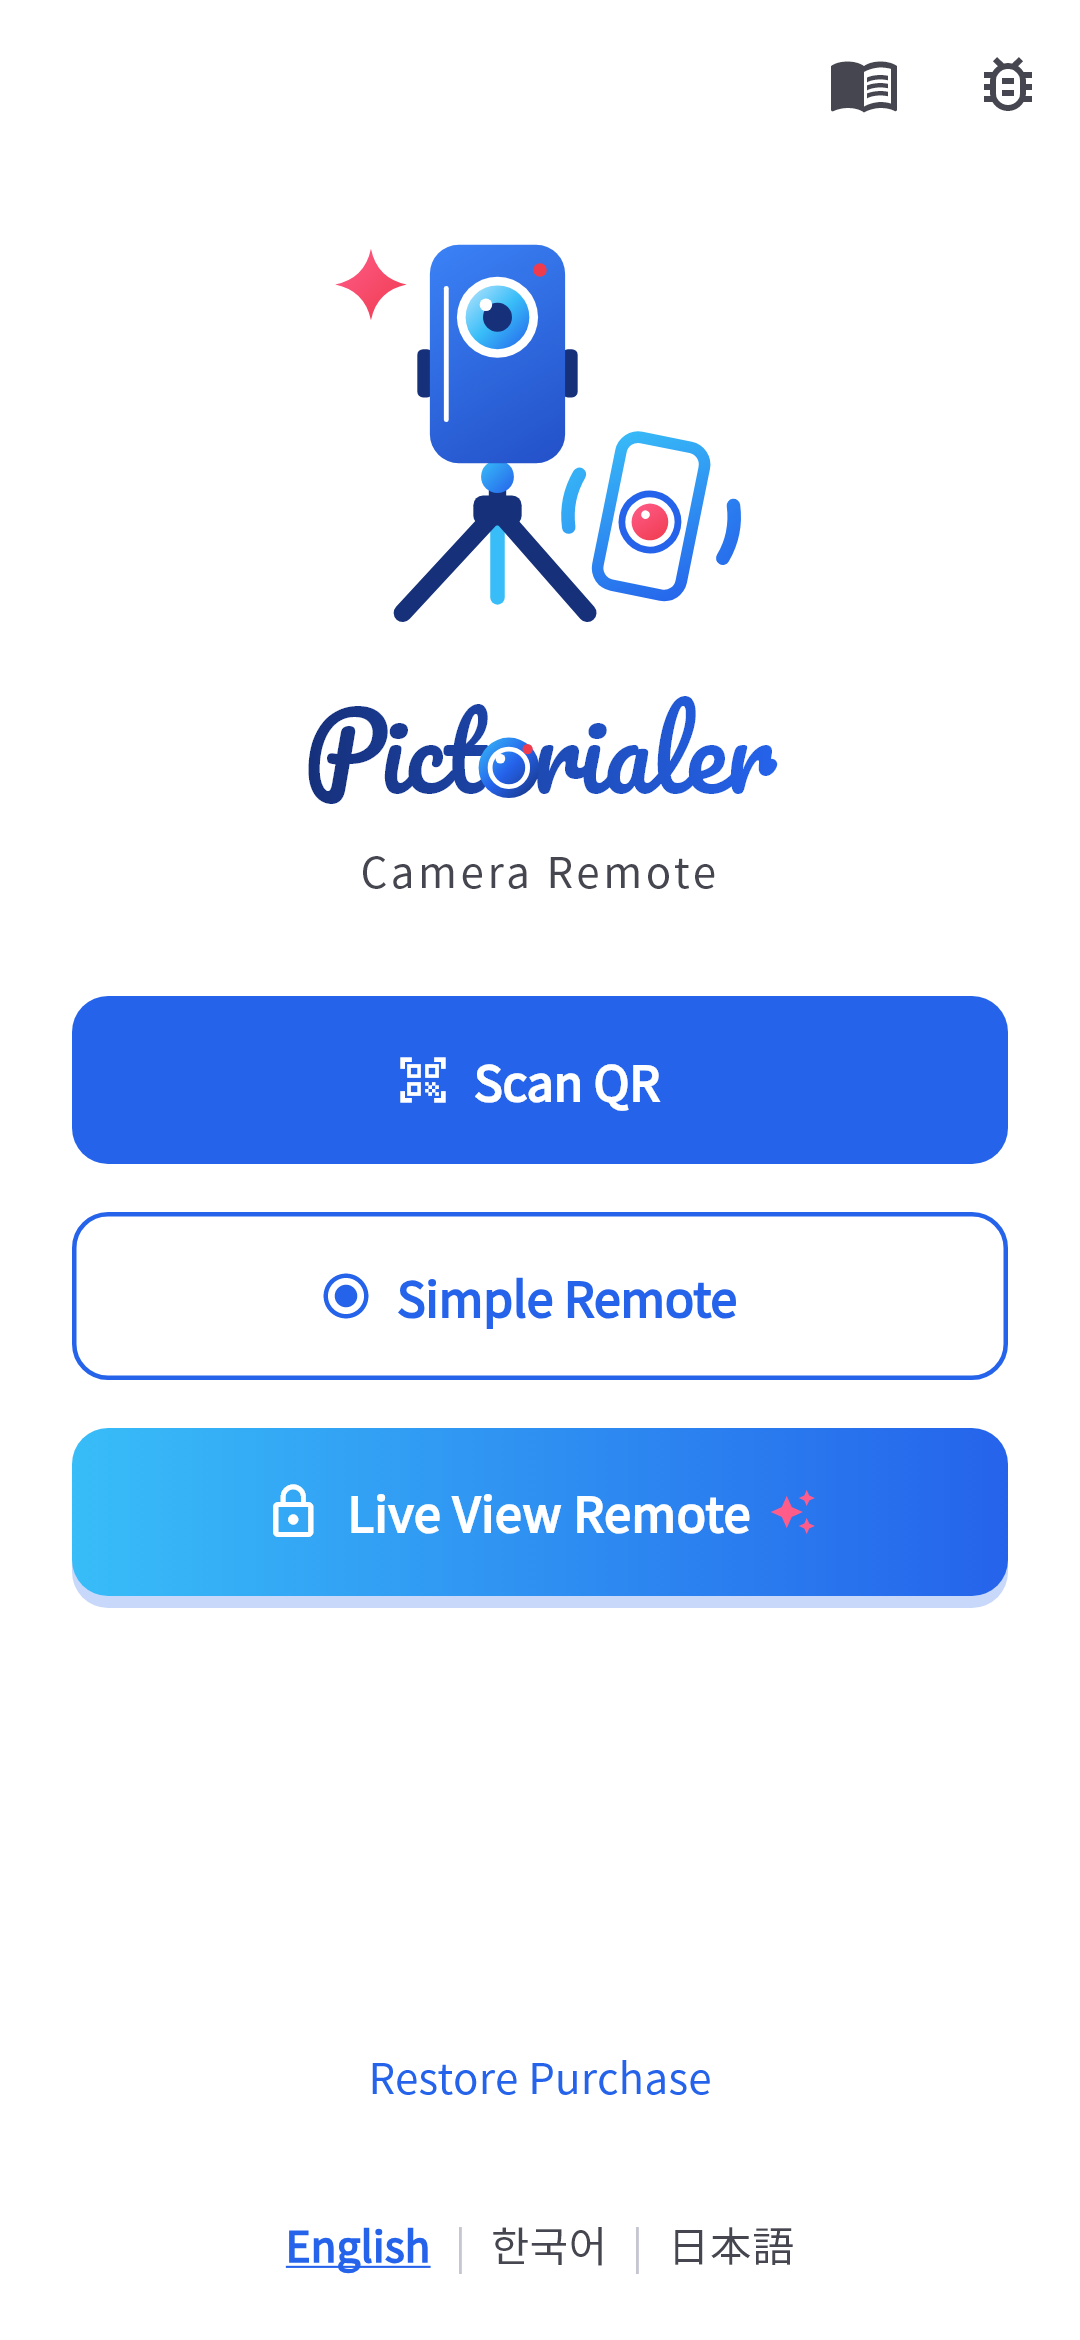 Pictorialer
Camera Remote
Scan QR
Simple Remote
Live View Remote
Restore Purchase
English | 한국어 | 日本語